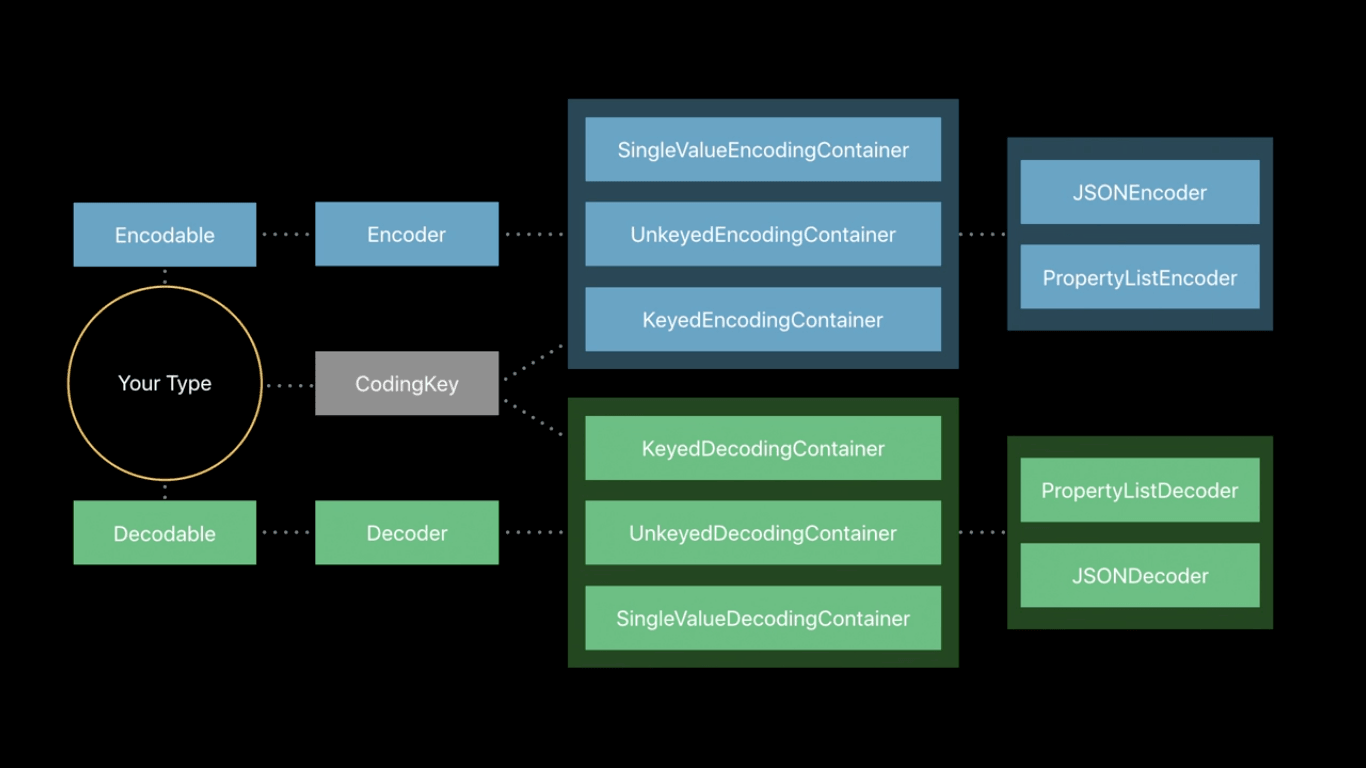 SingleValueEncodingContainer
JSONEncoder
Encodable
Encoder
UnkeyedEncodingContainer
PropertyListEncoder
KeyedEncodingContainer
Your Type
CodingKey
KeyedDecodingContainer
PropertyListDecoder
Decodable
Decoder
UnkeyedDecodingContainer
JSONDecoder
SingleValueDecodingContainer